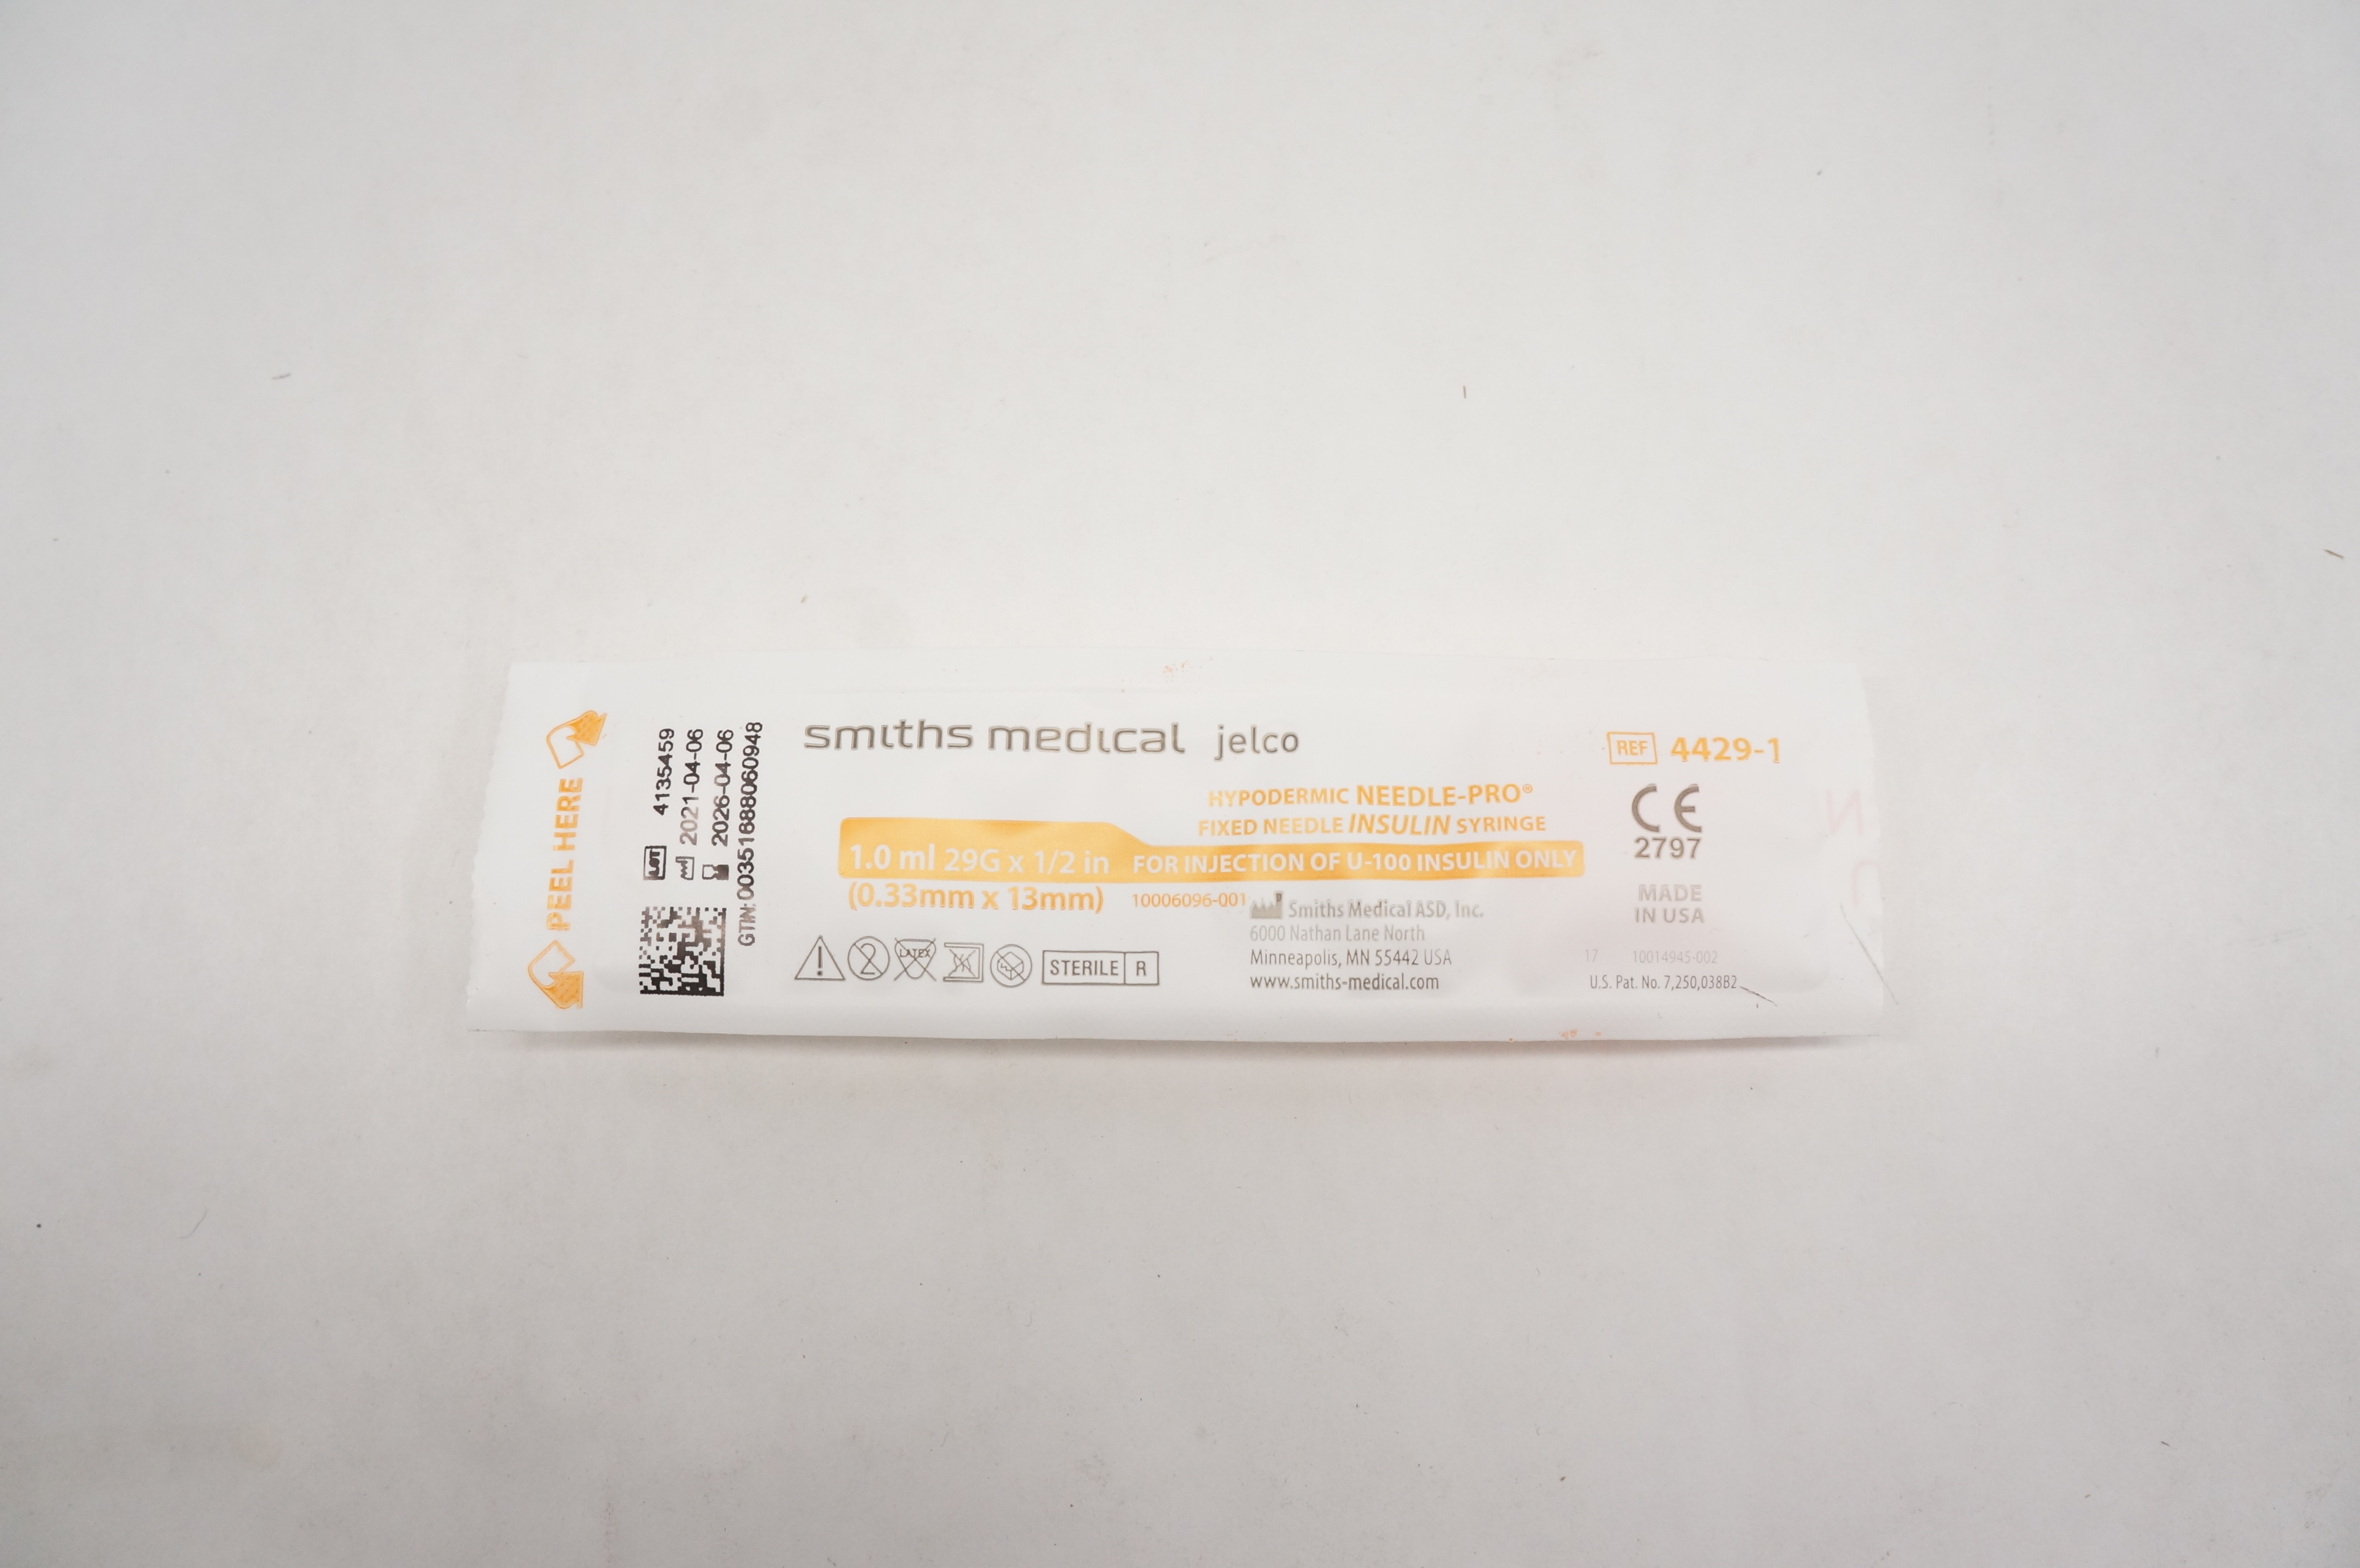 PEEL HERE
LOT 4135459
2021-04-06
2026-04-06
GTIN: 00351688060948
smiths medical jelco
REF 4429-1
HYPODERMIC NEEDLE-PRO®
FIXED NEEDLE INSULIN SYRINGE
1.0 ml 29G x 1/2 in FOR INJECTION OF U-100 INSULIN ONLY
(0.33mm x 13mm) 10006096-001
Smiths Medical ASD, Inc.
6000 Nathan Lane North
Minneapolis, MN 55442 USA
www.smiths-medical.com
2
LATEX
STERILE R
CE
2797
MADE
IN USA
17 10014945-002
U.S. Pat. No. 7,250,038B2